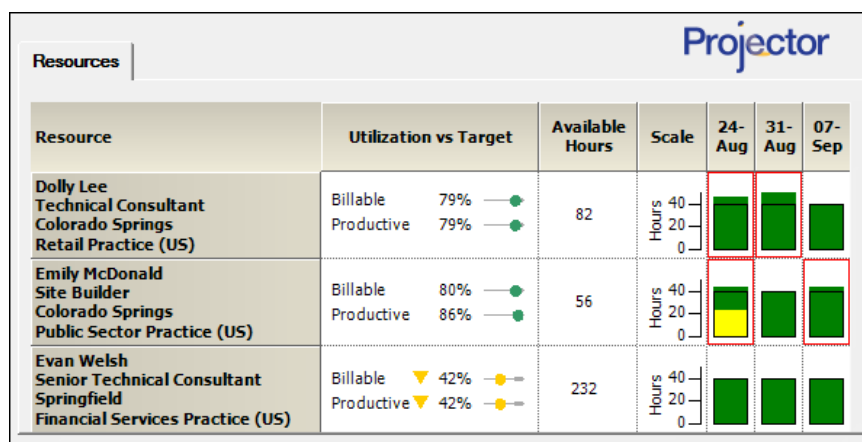 Projector
Resources
Resource
Utilization vs Target
Available
Hours
Scale
24-
Aug
31-
Aug
07-
Sep
Dolly Lee
Technical Consultant
Colorado Springs
Retail Practice (US)
Billable 79%
Productive 79%
82
Hours
40
20
0
Emily McDonald
Site Builder
Colorado Springs
Public Sector Practice (US)
Billable 80%
Productive 86%
56
Hours
40
20
0
Evan Welsh
Senior Technical Consultant
Springfield
Financial Services Practice (US)
Billable 42%
Productive 42%
232
Hours
40
20
0